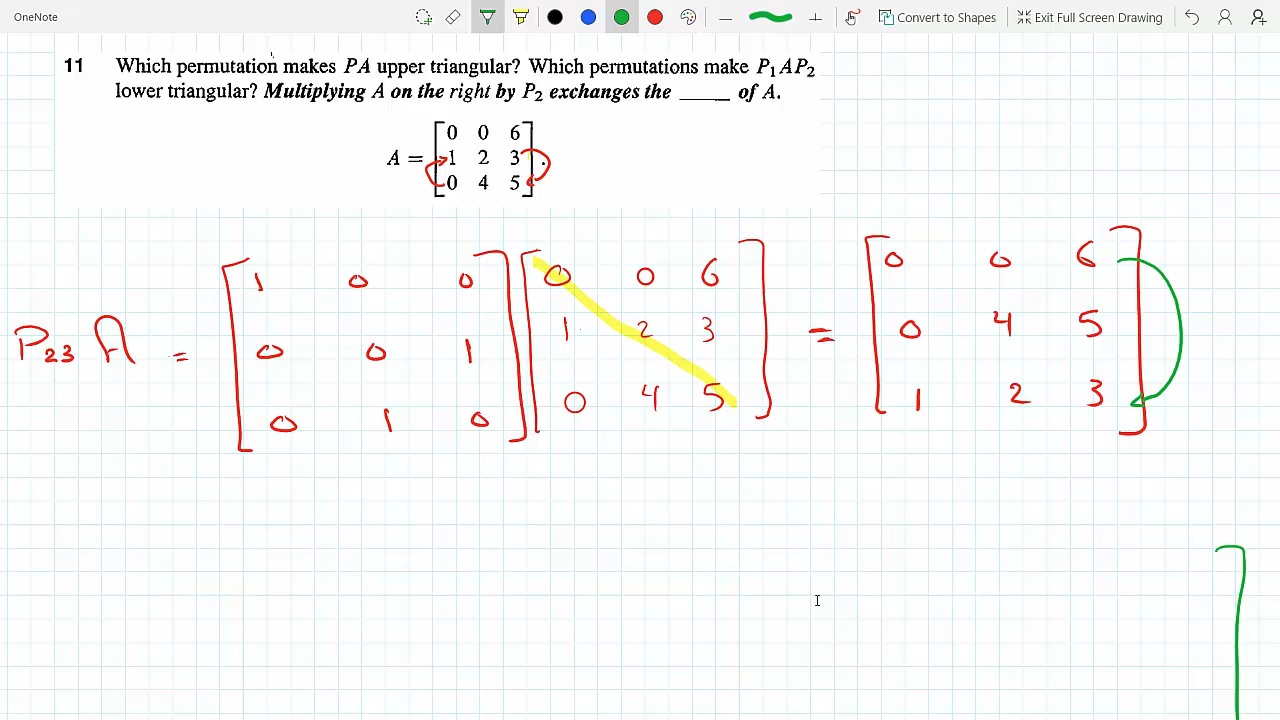 OneNote
Convert to Shapes
Exit Full Screen Drawing
11 Which permutation makes PA upper triangular? Which permutations make P₁AP₂
lower triangular? Multiplying A on the right by P₂ exchanges the _____ of A.
A = [0 0 6
1 2 3
0 4 5].
P₂₃ A = [1 0 0
0 0 1
0 1 0] [0 0 6
1 2 3
0 4 5] = [0 0 6
0 4 5
1 2 3]